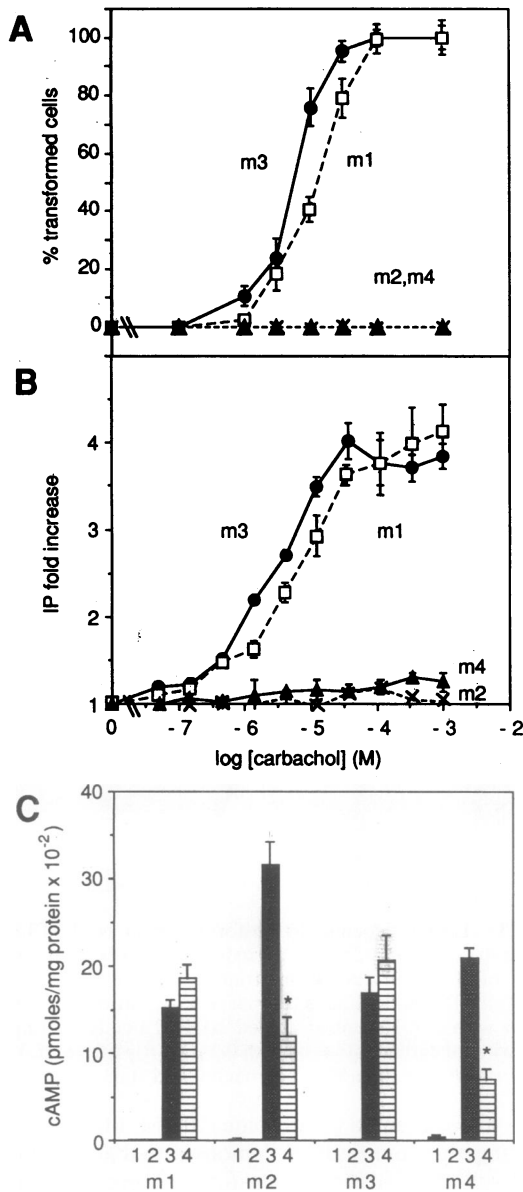 A
% transformed cells
100
80
60
40
20
0
m3
m1
m2,m4
B
IP fold increase
4
3
2
1
m3
m1
m4
m2
0 -7 -6 -5 -4 -3 -2
log [carbachol] (M)
C
cAMP (pmoles/mg protein x 10-2)
40
30
20
10
0
*
*
1 2 3 4 1 2 3 4 1 2 3 4 1 2 3 4
m1 m2 m3 m4